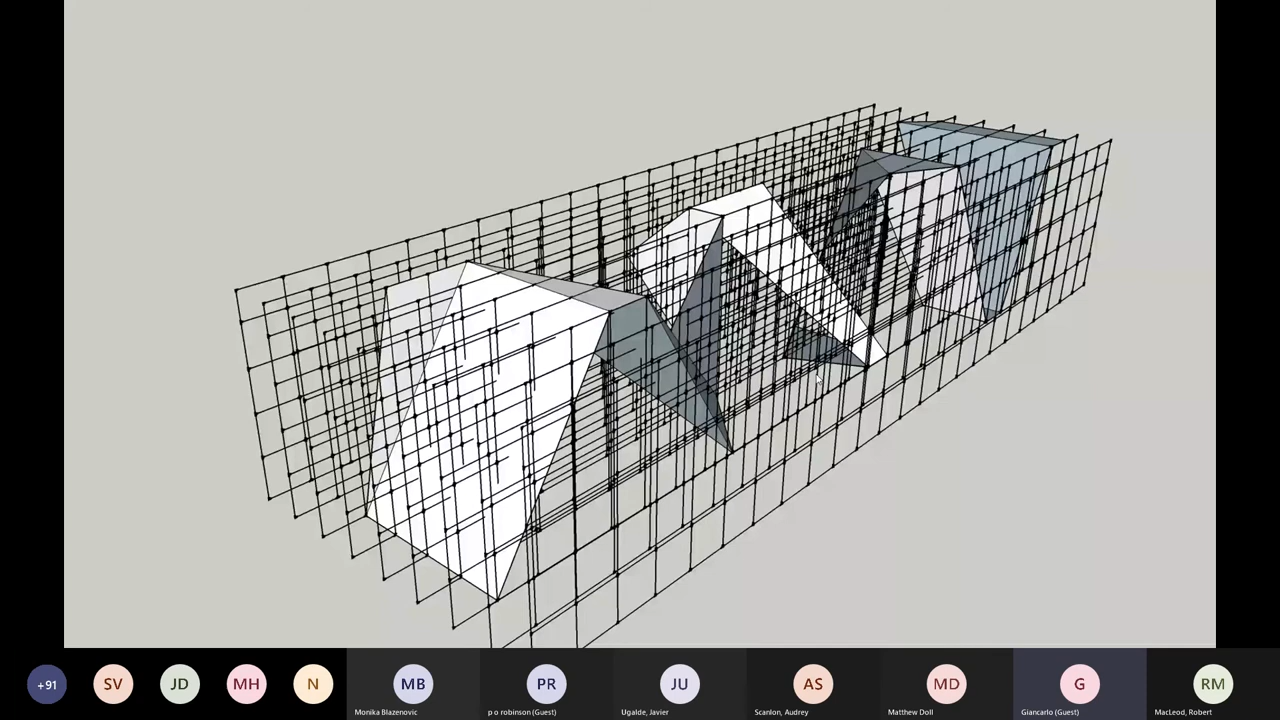 +91
SV
JD
MH
N
MB
PR
JU
AS
MD
G
RM
Monika Blazenovic
p o robinson (Guest)
Ugalde, Javier
Scanlon, Audrey
Matthew Doll
Giancarlo (Guest)
MacLeod, Robert